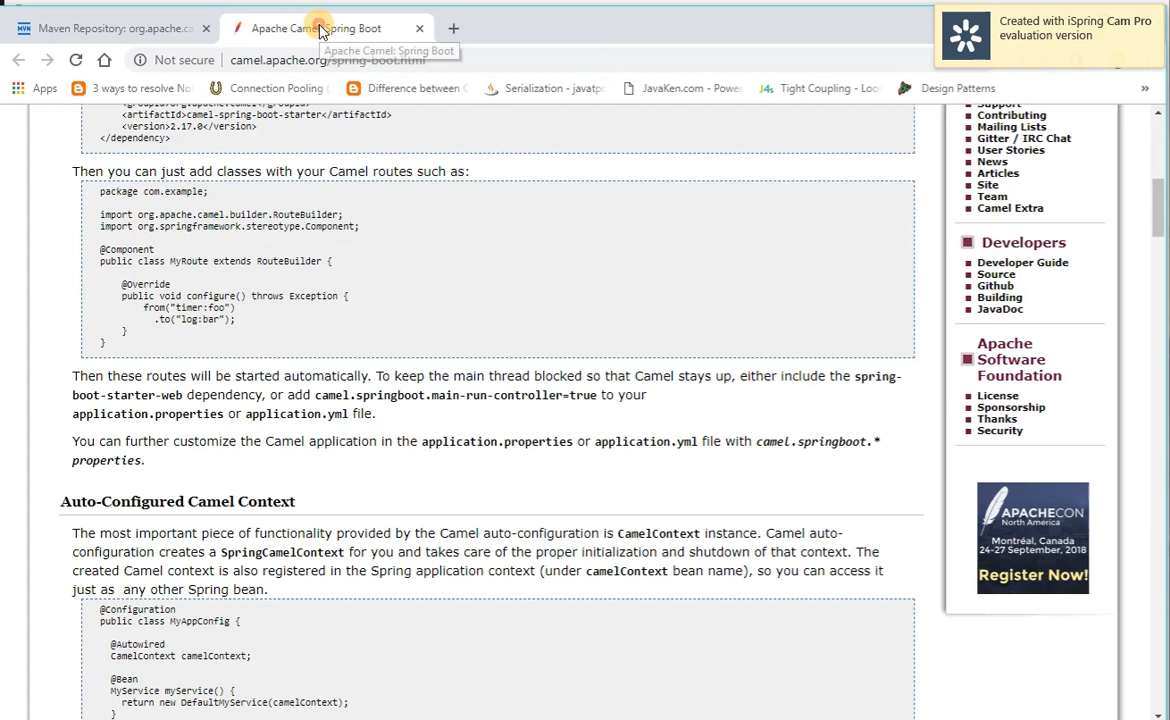 Maven Repository: org.apache.ca
Apache Camel: Spring Boot
Created with iSpring Cam Pro
evaluation version
Apache Camel: Spring Boot
Not secure
camel.apache.org/spring-boot.html
Apps
3 ways to resolve No
Connection Pooling (
Difference between (
Serialization - javatpo
JavaKen.com - Powe
Tight Coupling - Loos
Design Patterns
»
<groupId>org.apache.camel</groupId>
<artifactId>camel-spring-boot-starter</artifactId>
<version>2.17.0</version>
</dependency>
Then you can just add classes with your Camel routes such as:
package com.example;
import org.apache.camel.builder.RouteBuilder;
import org.springframework.stereotype.Component;
@Component
public class MyRoute extends RouteBuilder {
@Override
public void configure() throws Exception {
from("timer:foo")
.to("log:bar");
}
}
Then these routes will be started automatically. To keep the main thread blocked so that Camel stays up, either include the spring-
boot-starter-web dependency, or add camel.springboot.main-run-controller=true to your
application.properties or application.yml file.
You can further customize the Camel application in the application.properties or application.yml file with camel.springboot.*
properties.
Auto-Configured Camel Context
The most important piece of functionality provided by the Camel auto-configuration is CamelContext instance. Camel auto-
configuration creates a SpringCamelContext for you and takes care of the proper initialization and shutdown of that context. The
created Camel context is also registered in the Spring application context (under camelContext bean name), so you can access it
just as any other Spring bean.
@Configuration
public class MyAppConfig {
@Autowired
CamelContext camelContext;
@Bean
MyService myService() {
return new DefaultMyService(camelContext);
}
Support
Contributing
Mailing Lists
Gitter / IRC Chat
User Stories
News
Articles
Site
Team
Camel Extra
Developers
Developer Guide
Source
Github
Building
JavaDoc
Apache
Software
Foundation
License
Sponsorship
Thanks
Security
APACHECON
North America
Montréal, Canada
24-27 September, 2018
Register Now!